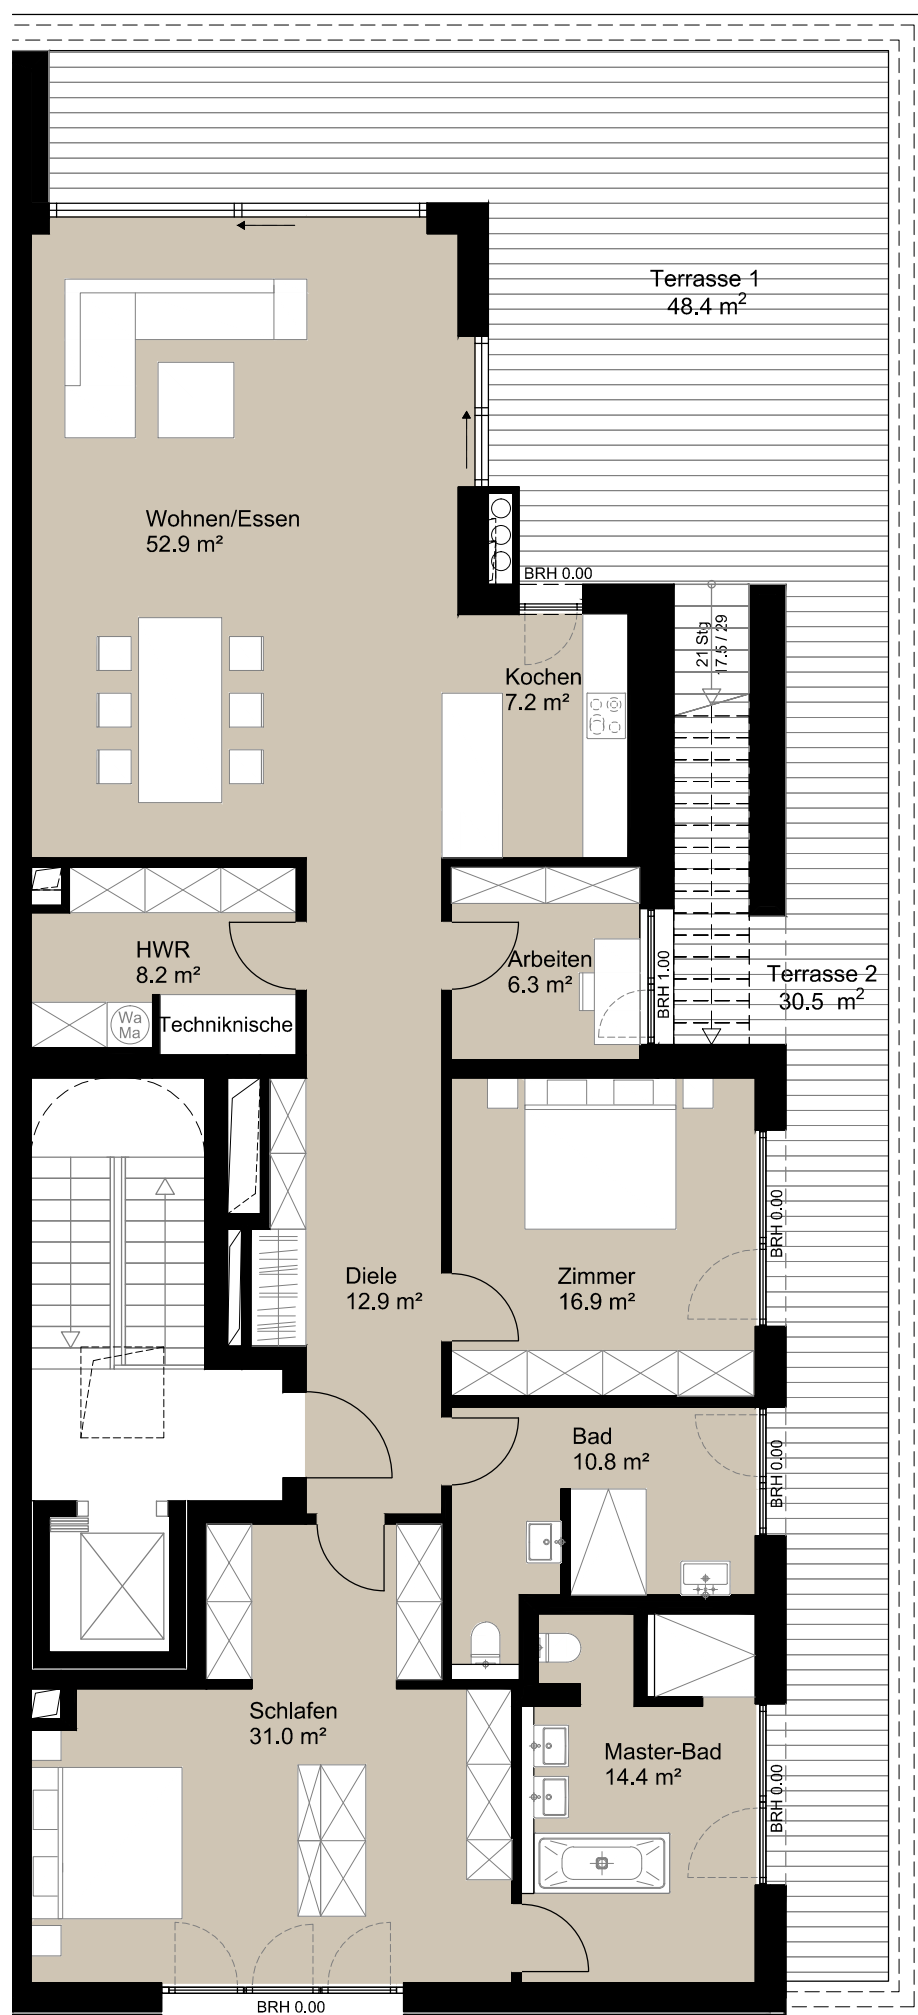 Terrasse 1
48.4 m²
Wohnen/Essen
52.9 m²
BRH 0.00
21 Stg
17.5 / 29
Kochen
7.2 m²
HWR
8.2 m²
Wa
Ma
Techniknische
Arbeiten
6.3 m²
BRH 1.00
Terrasse 2
30.5 m²
BRH 0.00
Diele
12.9 m²
Zimmer
16.9 m²
Bad
10.8 m²
BRH 0.00
Schlafen
31.0 m²
Master-Bad
14.4 m²
BRH 0.00
BRH 0.00